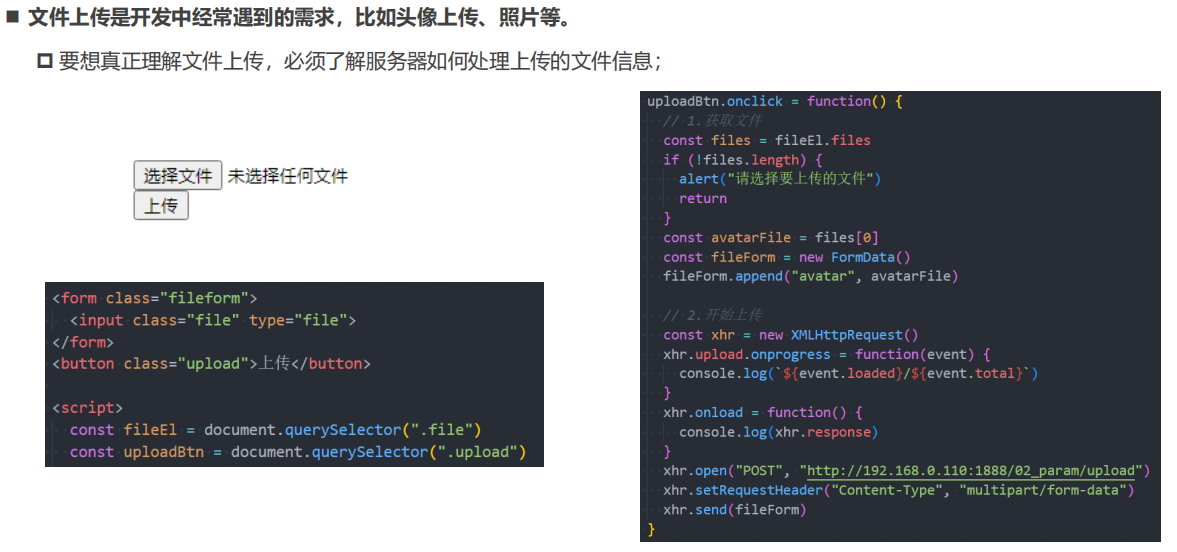 文件上传是开发中经常遇到的需求，比如头像上传、照片等。
要想真正理解文件上传，必须了解服务器如何处理上传的文件信息；
选择文件 未选择任何文件
上传
<form class="fileform">
  <input class="file" type="file">
</form>
<button class="upload">上传</button>

<script>
  const fileEl = document.querySelector(".file")
  const uploadBtn = document.querySelector(".upload")
uploadBtn.onclick = function() {
  // 1.获取文件
  const files = fileEl.files
  if (!files.length) {
    alert("请选择要上传的文件")
    return
  }
  const avatarFile = files[0]
  const fileForm = new FormData()
  fileForm.append("avatar", avatarFile)

  // 2.开始上传
  const xhr = new XMLHttpRequest()
  xhr.upload.onprogress = function(event) {
    console.log(`${event.loaded}/${event.total}`)
  }
  xhr.onload = function() {
    console.log(xhr.response)
  }
  xhr.open("POST", "http://192.168.0.110:1888/02_param/upload")
  xhr.setRequestHeader("Content-Type", "multipart/form-data")
  xhr.send(fileForm)
}